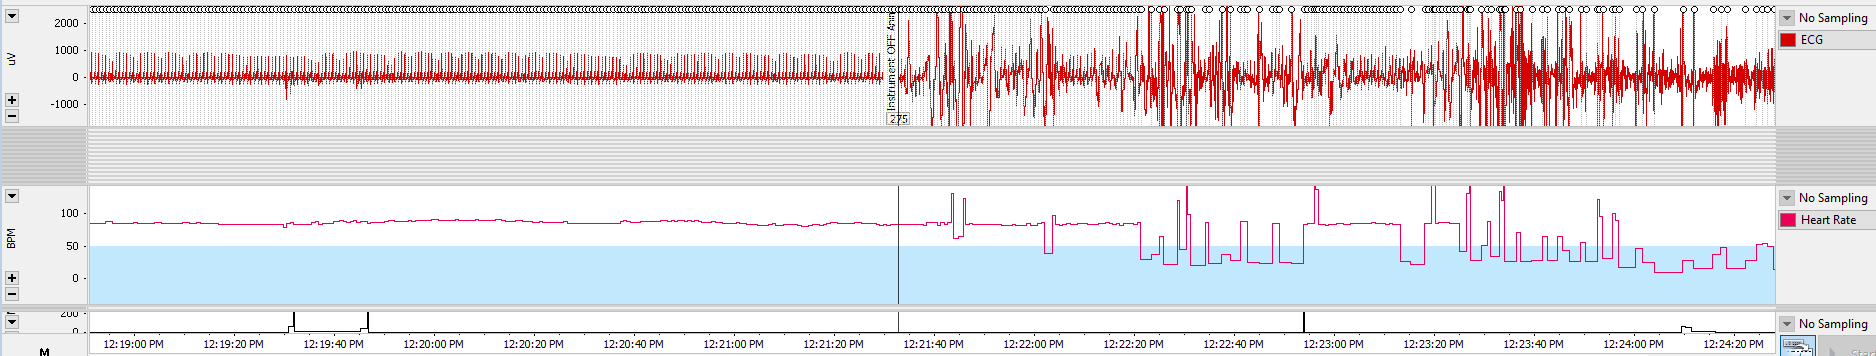 2000
1000
0
-1000
uV
Instrument OFF
275
No Sampling
ECG
100
50
0
BPM
No Sampling
Heart Rate
200
0
No Sampling
12:19:00 PM 12:19:20 PM 12:19:40 PM 12:20:00 PM 12:20:20 PM 12:20:40 PM 12:21:00 PM 12:21:20 PM 12:21:40 PM 12:22:00 PM 12:22:20 PM 12:22:40 PM 12:23:00 PM 12:23:20 PM 12:23:40 PM 12:24:00 PM 12:24:20 PM
M